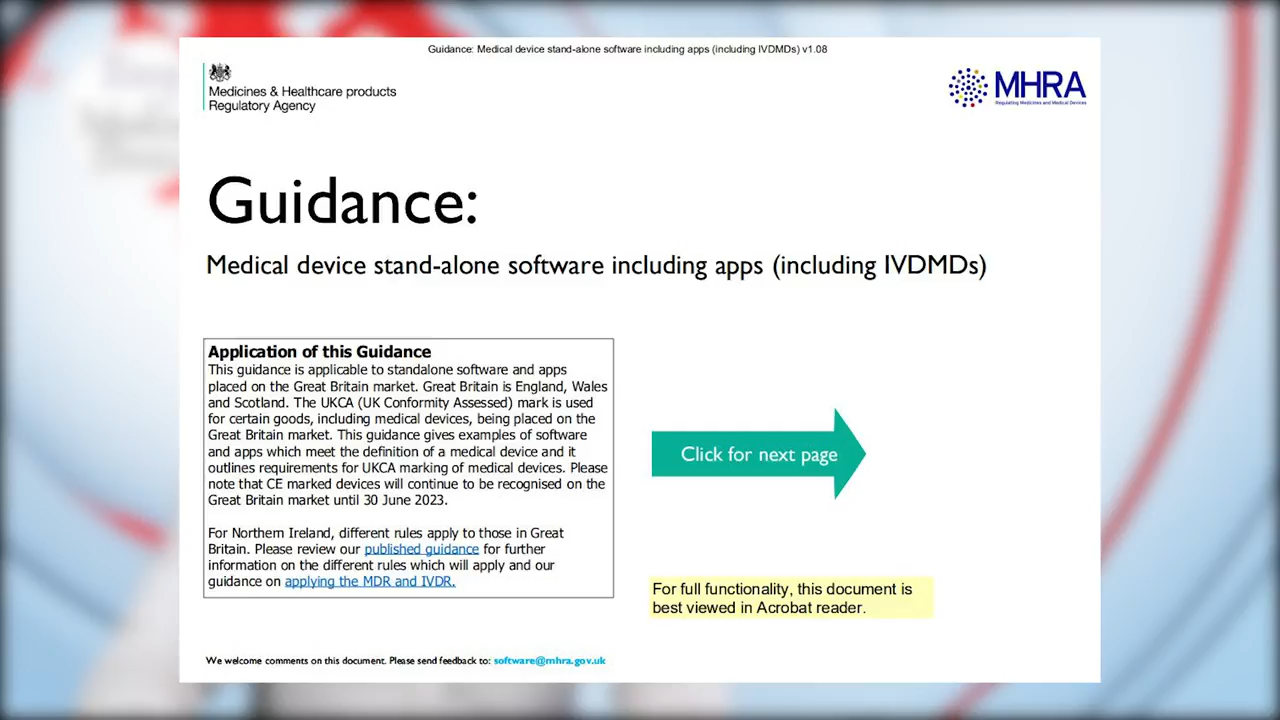 Guidance: Medical device stand-alone software including apps (including IVDMDs) v1.08
Medicines & Healthcare products
Regulatory Agency
MHRA
Regulating Medicines and Medical Devices
Guidance:
Medical device stand-alone software including apps (including IVDMDs)
Application of this Guidance
This guidance is applicable to standalone software and apps
placed on the Great Britain market. Great Britain is England, Wales
and Scotland. The UKCA (UK Conformity Assessed) mark is used
for certain goods, including medical devices, being placed on the
Great Britain market. This guidance gives examples of software
and apps which meet the definition of a medical device and it
outlines requirements for UKCA marking of medical devices. Please
note that CE marked devices will continue to be recognised on the
Great Britain market until 30 June 2023.
For Northern Ireland, different rules apply to those in Great
Britain. Please review our published guidance for further
information on the different rules which will apply and our
guidance on applying the MDR and IVDR.
Click for next page
For full functionality, this document is
best viewed in Acrobat reader.
We welcome comments on this document. Please send feedback to: software@mhra.gov.uk